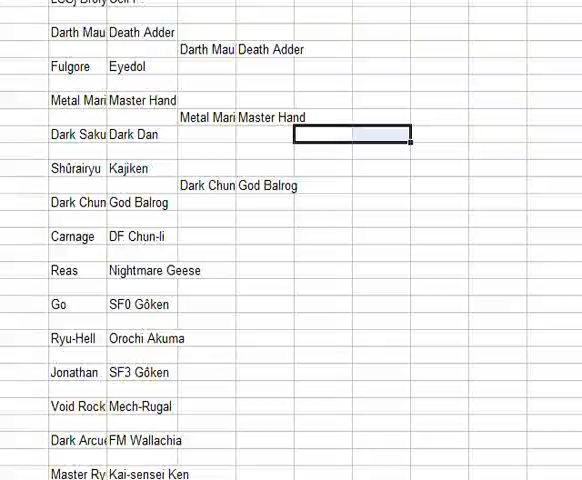 Darth Mau Death Adder
Darth Mau Death Adder
Fulgore Eyedol
Metal Mari Master Hand
Metal Mari Master Hand
Dark Saku Dark Dan
Shûrairyu Kajiken
Dark Chun God Balrog
Dark Chun God Balrog
Carnage DF Chun-li
Reas Nightmare Geese
Go SF0 Gôken
Ryu-Hell Orochi Akuma
Jonathan SF3 Gôken
Void Rock Mech-Rugal
Dark Arcue FM Wallachia
Master Ry Kai-sensei Ken